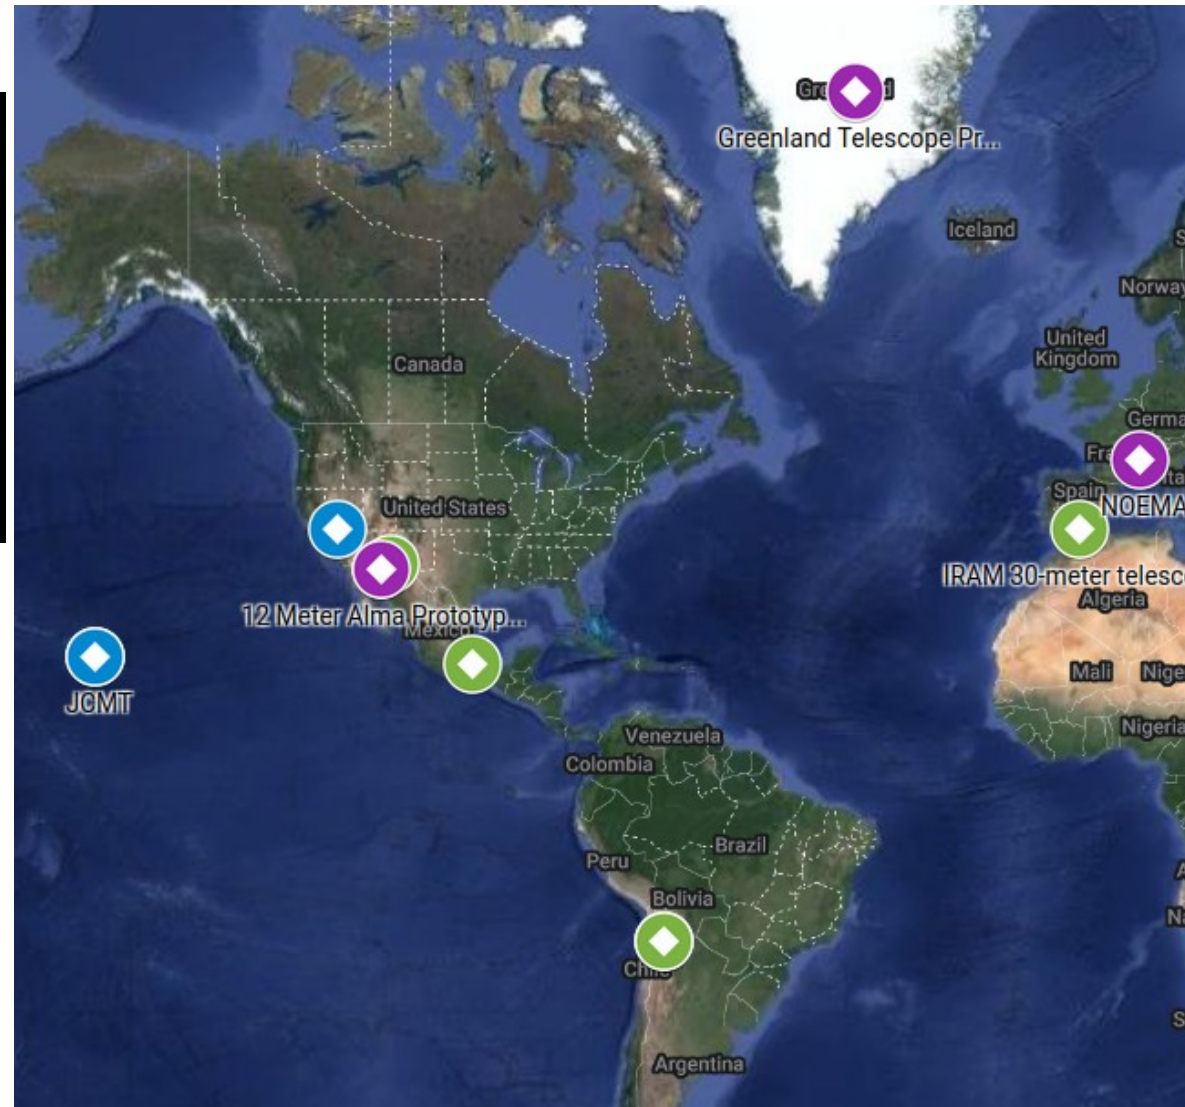 Greenland Telescope Pr...
Iceland
Norway
United
Kingdom
Canada
Germa
Fra
United States
Spain
NOEMA
IRAM 30-meter telesc
Algeria
12 Meter Alma Prototyp...
Mexico
JCMT
Mali
Nige
Venezuela
Nigeria
Colombia
Brazil
Peru
Bolivia
Chile
Argentina